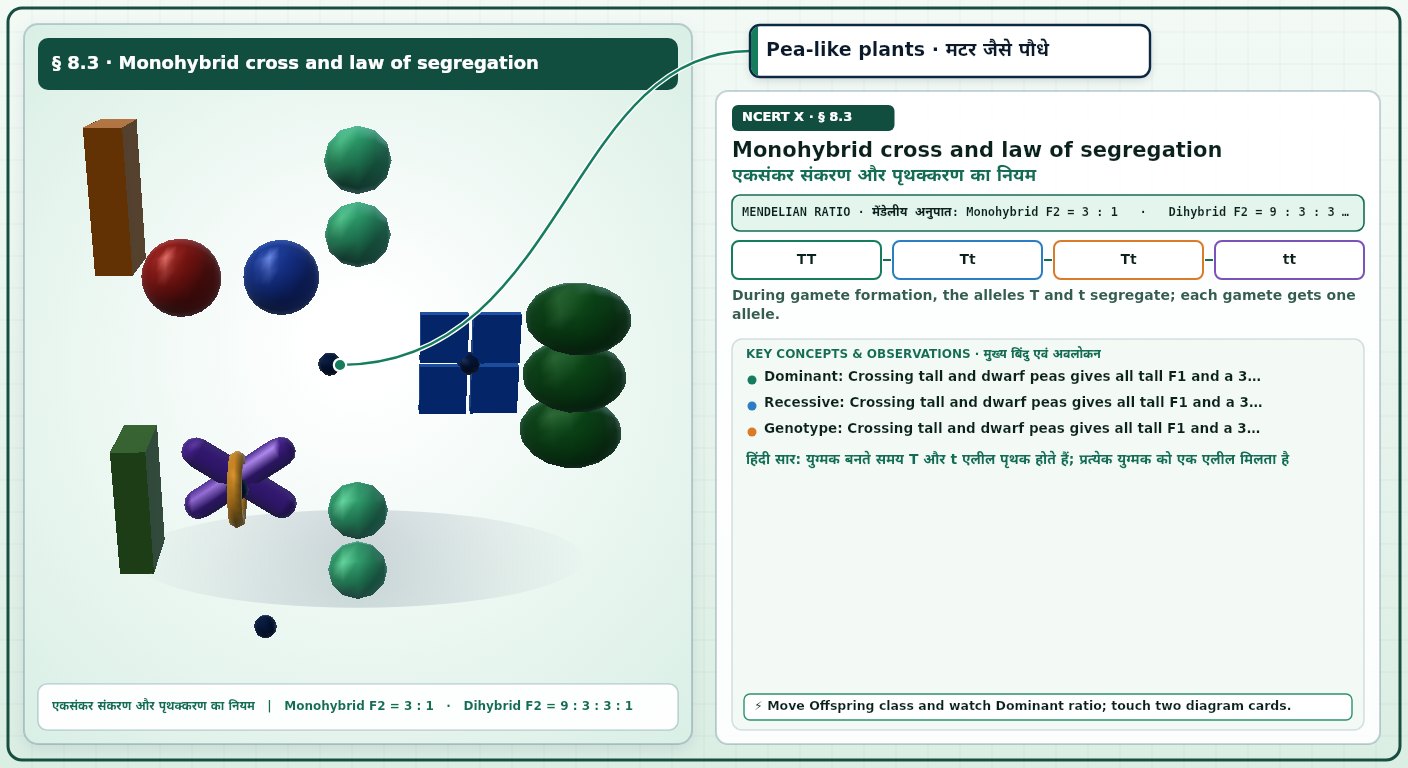 § 8.3 · Monohybrid cross and law of segregation
Pea-like plants · मटर जैसे पौधे
NCERT X · § 8.3
Monohybrid cross and law of segregation
एकसंकर संकरण और पृथक्करण का नियम
MENDELIAN RATIO · मेंडेलीय अनुपात: Monohybrid F2 = 3 : 1 · Dihybrid F2 = 9 : 3 : 3 …
TT
Tt
Tt
tt
During gamete formation, the alleles T and t segregate; each gamete gets one
allele.
KEY CONCEPTS & OBSERVATIONS · मुख्य बिंदु एवं अवलोकन
Dominant: Crossing tall and dwarf peas gives all tall F1 and a 3…
Recessive: Crossing tall and dwarf peas gives all tall F1 and a 3…
Genotype: Crossing tall and dwarf peas gives all tall F1 and a 3…
हिंदी सार: युग्मक बनते समय T और t एलील पृथक होते हैं; प्रत्येक युग्मक को एक एलील मिलता है
⚡ Move Offspring class and watch Dominant ratio; touch two diagram cards.
एकसंकर संकरण और पृथक्करण का नियम | Monohybrid F2 = 3 : 1 · Dihybrid F2 = 9 : 3 : 3 : 1